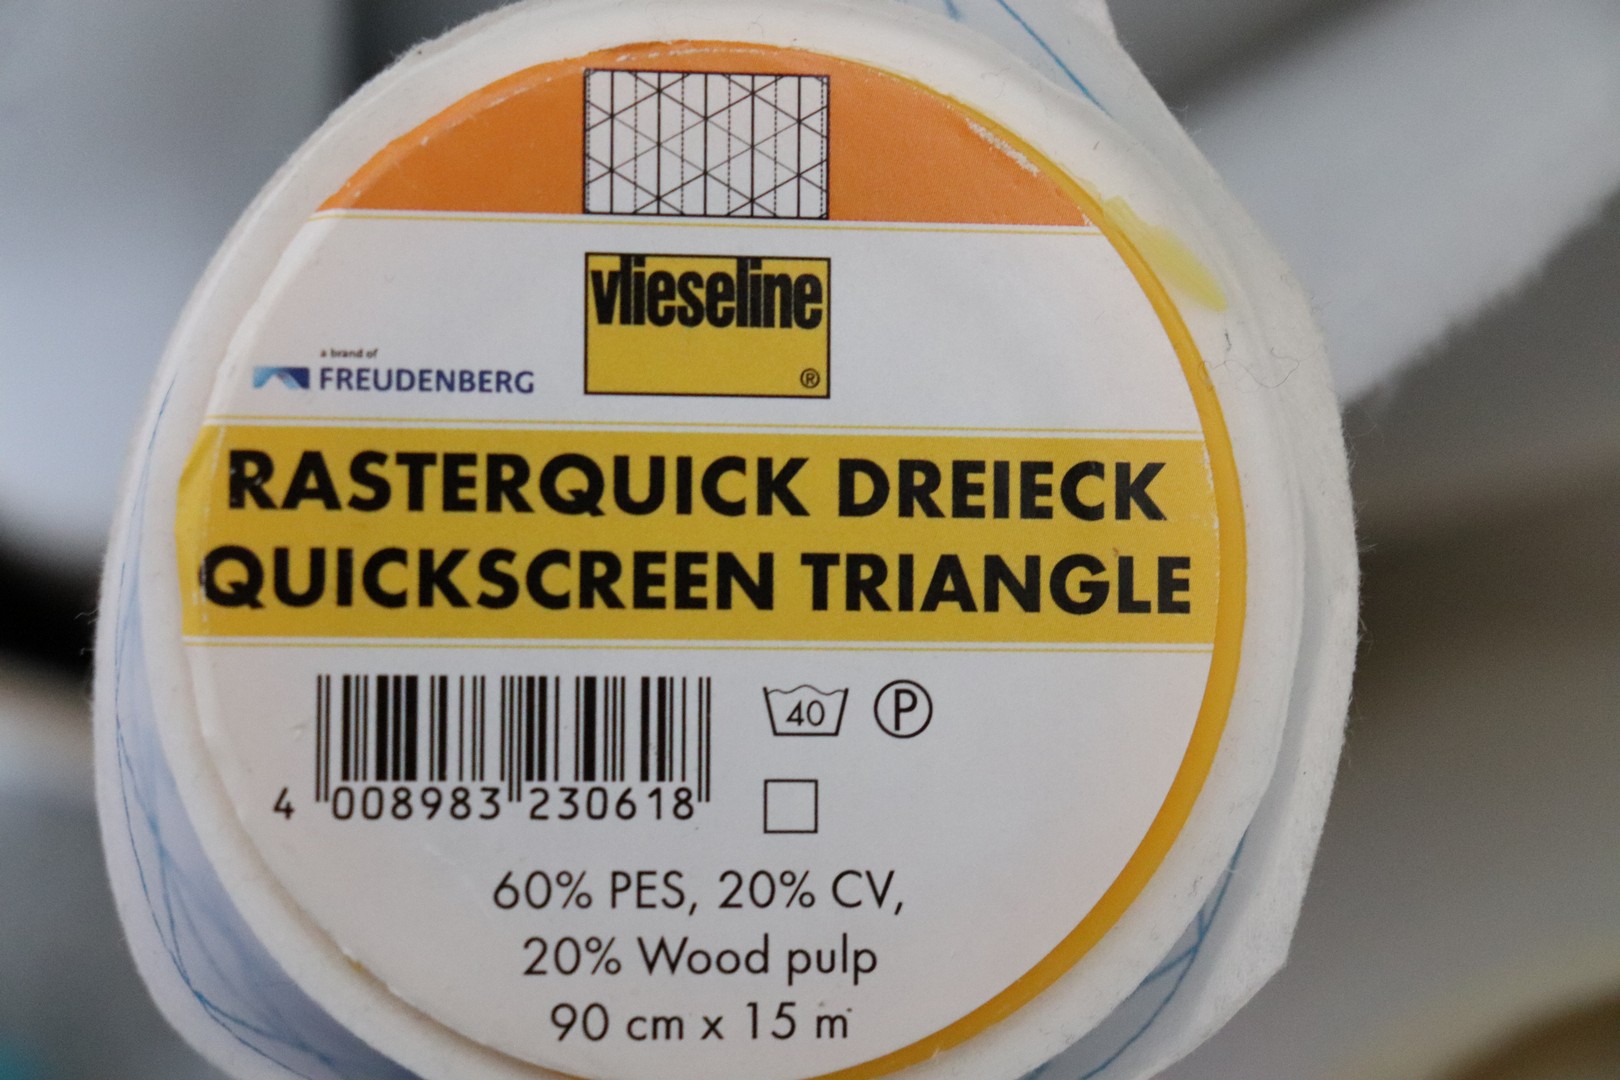 vlieseline
®
a brand of
FREUDENBERG
RASTERQUICK DREIECK
QUICKSCREEN TRIANGLE
40 P
4 008983 230618
60% PES, 20% CV,
20% Wood pulp
90 cm x 15 m